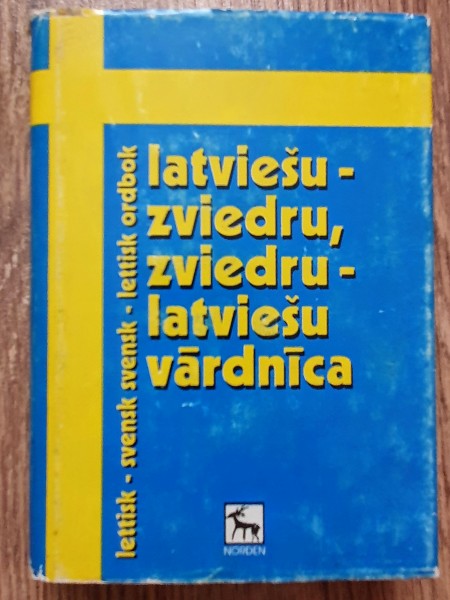 latviešu -
zviedru,
zviedru -
latviešu
vārdnīca
lettisk - svensk svensk - lettisk ordbok
NORDEN